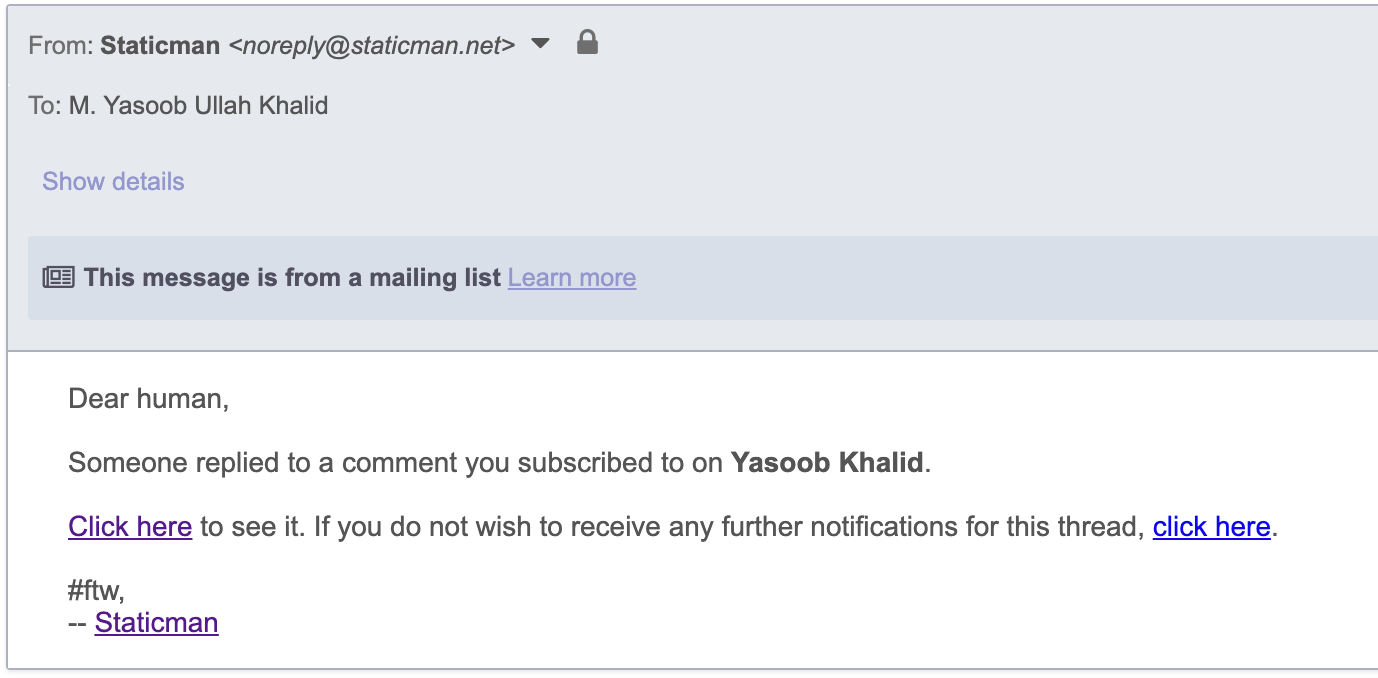 From: Staticman <noreply@staticman.net>
To: M. Yasoob Ullah Khalid
Show details
This message is from a mailing list Learn more
Dear human,
Someone replied to a comment you subscribed to on Yasoob Khalid.
Click here to see it. If you do not wish to receive any further notifications for this thread, click here.
#ftw,
-- Staticman